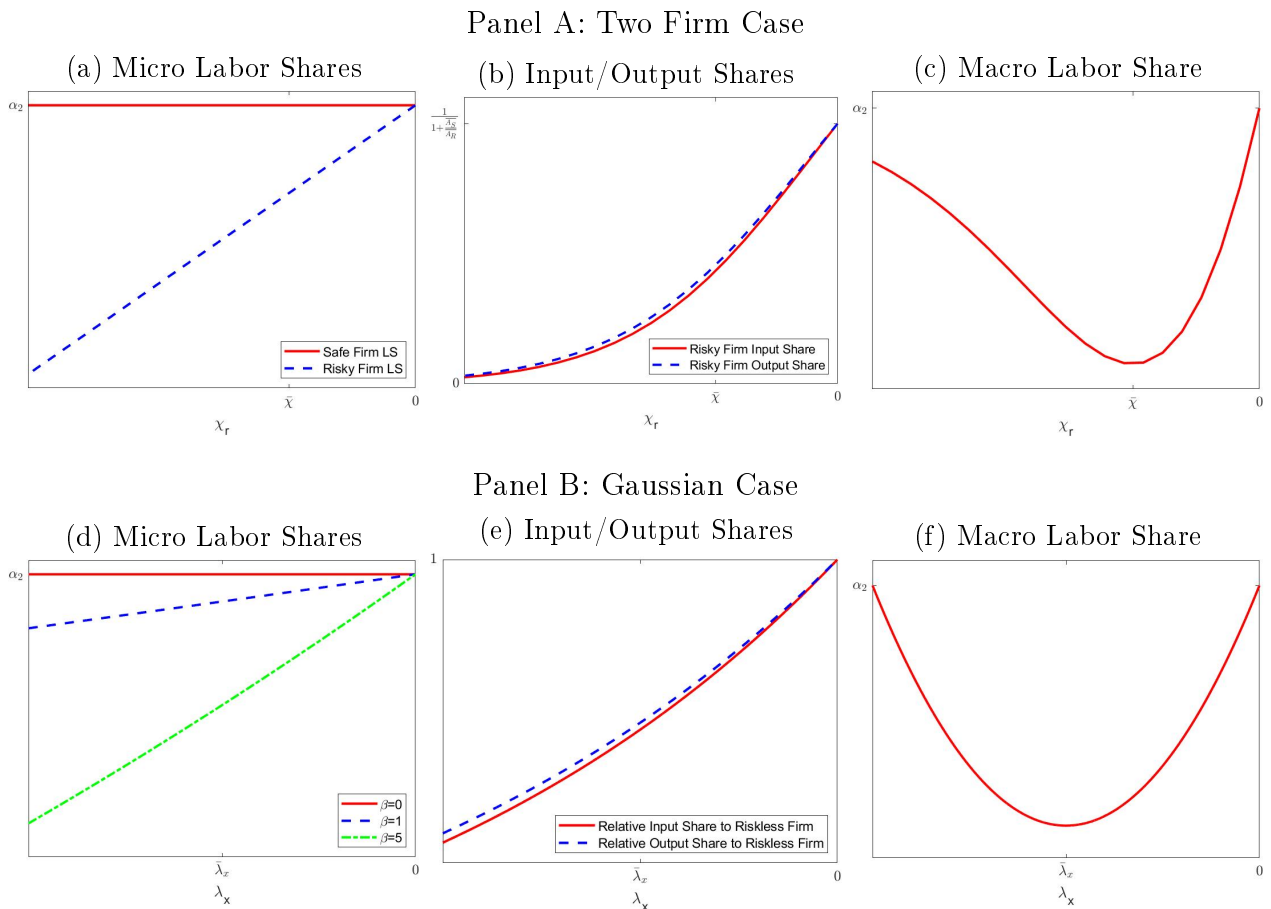 Panel A: Two Firm Case
(a) Micro Labor Shares
α₂
Safe Firm LS
Risky Firm LS
χ̄
0
χr
(b) Input/Output Shares
1/(1+A̅S/A̅R)
0
Risky Firm Input Share
Risky Firm Output Share
χ̄
0
χr
(c) Macro Labor Share
α₂
χ̄
0
χr
Panel B: Gaussian Case
(d) Micro Labor Shares
α₂
β=0
β=1
β=5
λ̄x
0
λx
(e) Input/Output Shares
1
Relative Input Share to Riskless Firm
Relative Output Share to Riskless Firm
λ̄x
0
λx
(f) Macro Labor Share
α₂
λ̄x
0
λx